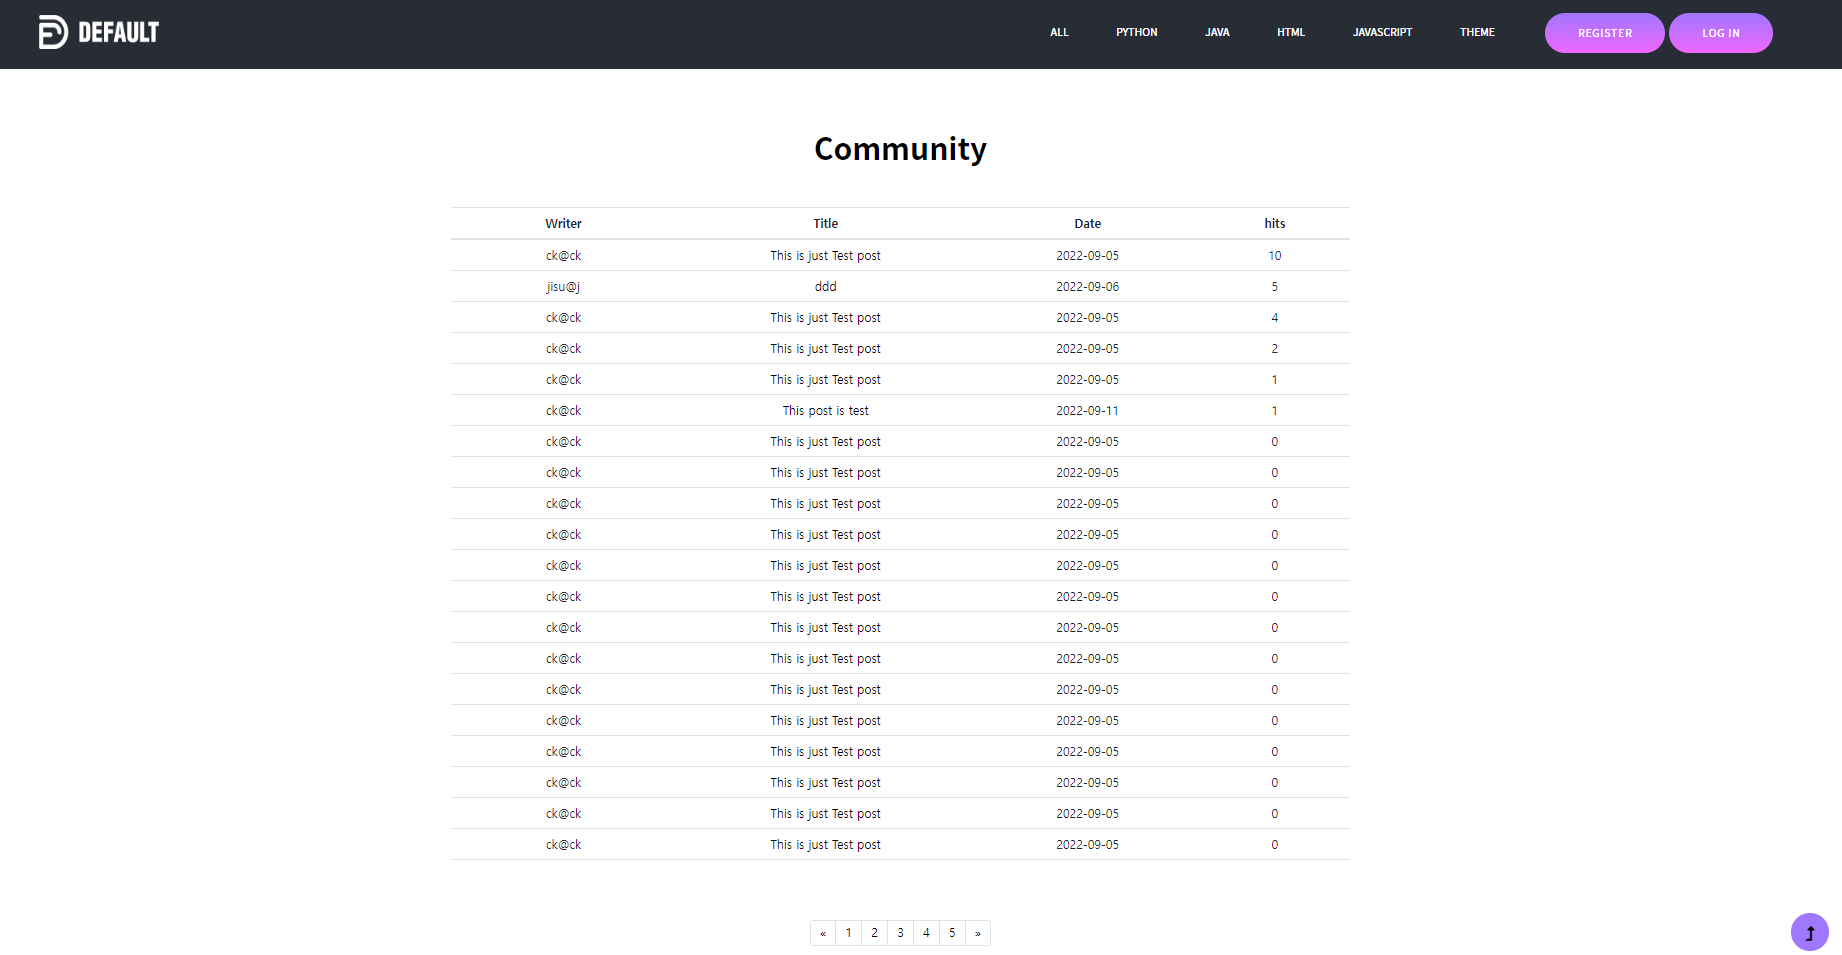 DEFAULT ALL PYTHON JAVA HTML JAVASCRIPT THEME REGISTER LOG IN
Community
Writer Title Date hits
ck@ck This is just Test post 2022-09-05 10
jisu@j ddd 2022-09-06 5
ck@ck This is just Test post 2022-09-05 4
ck@ck This is just Test post 2022-09-05 2
ck@ck This is just Test post 2022-09-05 1
ck@ck This post is test 2022-09-11 1
ck@ck This is just Test post 2022-09-05 0
ck@ck This is just Test post 2022-09-05 0
ck@ck This is just Test post 2022-09-05 0
ck@ck This is just Test post 2022-09-05 0
ck@ck This is just Test post 2022-09-05 0
ck@ck This is just Test post 2022-09-05 0
ck@ck This is just Test post 2022-09-05 0
ck@ck This is just Test post 2022-09-05 0
ck@ck This is just Test post 2022-09-05 0
ck@ck This is just Test post 2022-09-05 0
ck@ck This is just Test post 2022-09-05 0
ck@ck This is just Test post 2022-09-05 0
ck@ck This is just Test post 2022-09-05 0
ck@ck This is just Test post 2022-09-05 0
« 1 2 3 4 5 »